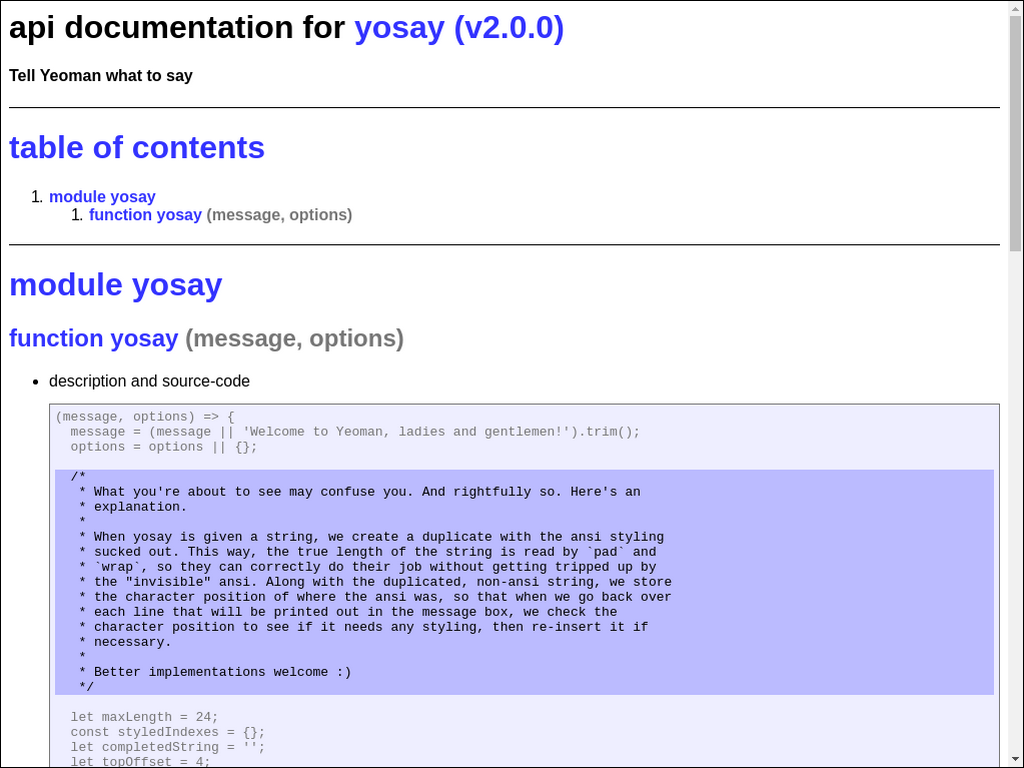 api documentation for yosay (v2.0.0)
Tell Yeoman what to say
table of contents
1. module yosay
1. function yosay (message, options)
module yosay
function yosay (message, options)
• description and source-code
(message, options) => {
  message = (message || 'Welcome to Yeoman, ladies and gentlemen!').trim();
  options = options || {};
  /*
   * What you're about to see may confuse you. And rightfully so. Here's an
   * explanation.
   *
   * When yosay is given a string, we create a duplicate with the ansi styling
   * sucked out. This way, the true length of the string is read by `pad` and
   * `wrap`, so they can correctly do their job without getting tripped up by
   * the "invisible" ansi. Along with the duplicated, non-ansi string, we store
   * the character position of where the ansi was, so that when we go back over
   * each line that will be printed out in the message box, we check the
   * character position to see if it needs any styling, then re-insert it if
   * necessary.
   *
   * Better implementations welcome :)
   */
  let maxLength = 24;
  const styledIndexes = {};
  let completedString = '';
  let topOffset = 4;